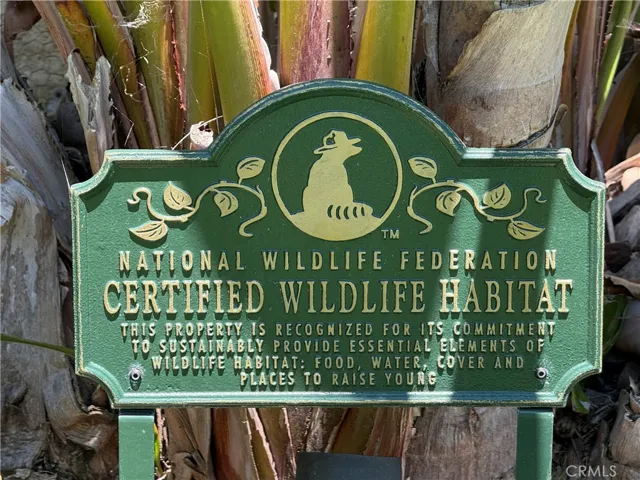 TM
NATIONAL WILDLIFE FEDERATION
CERTIFIED WILDLIFE HABITAT
THIS PROPERTY IS RECOGNIZED FOR ITS COMMITMENT
TO SUSTAINABLY PROVIDE ESSENTIAL ELEMENTS OF
WILDLIFE HABITAT: FOOD, WATER, COVER AND
PLACES TO RAISE YOUNG
CRMLS